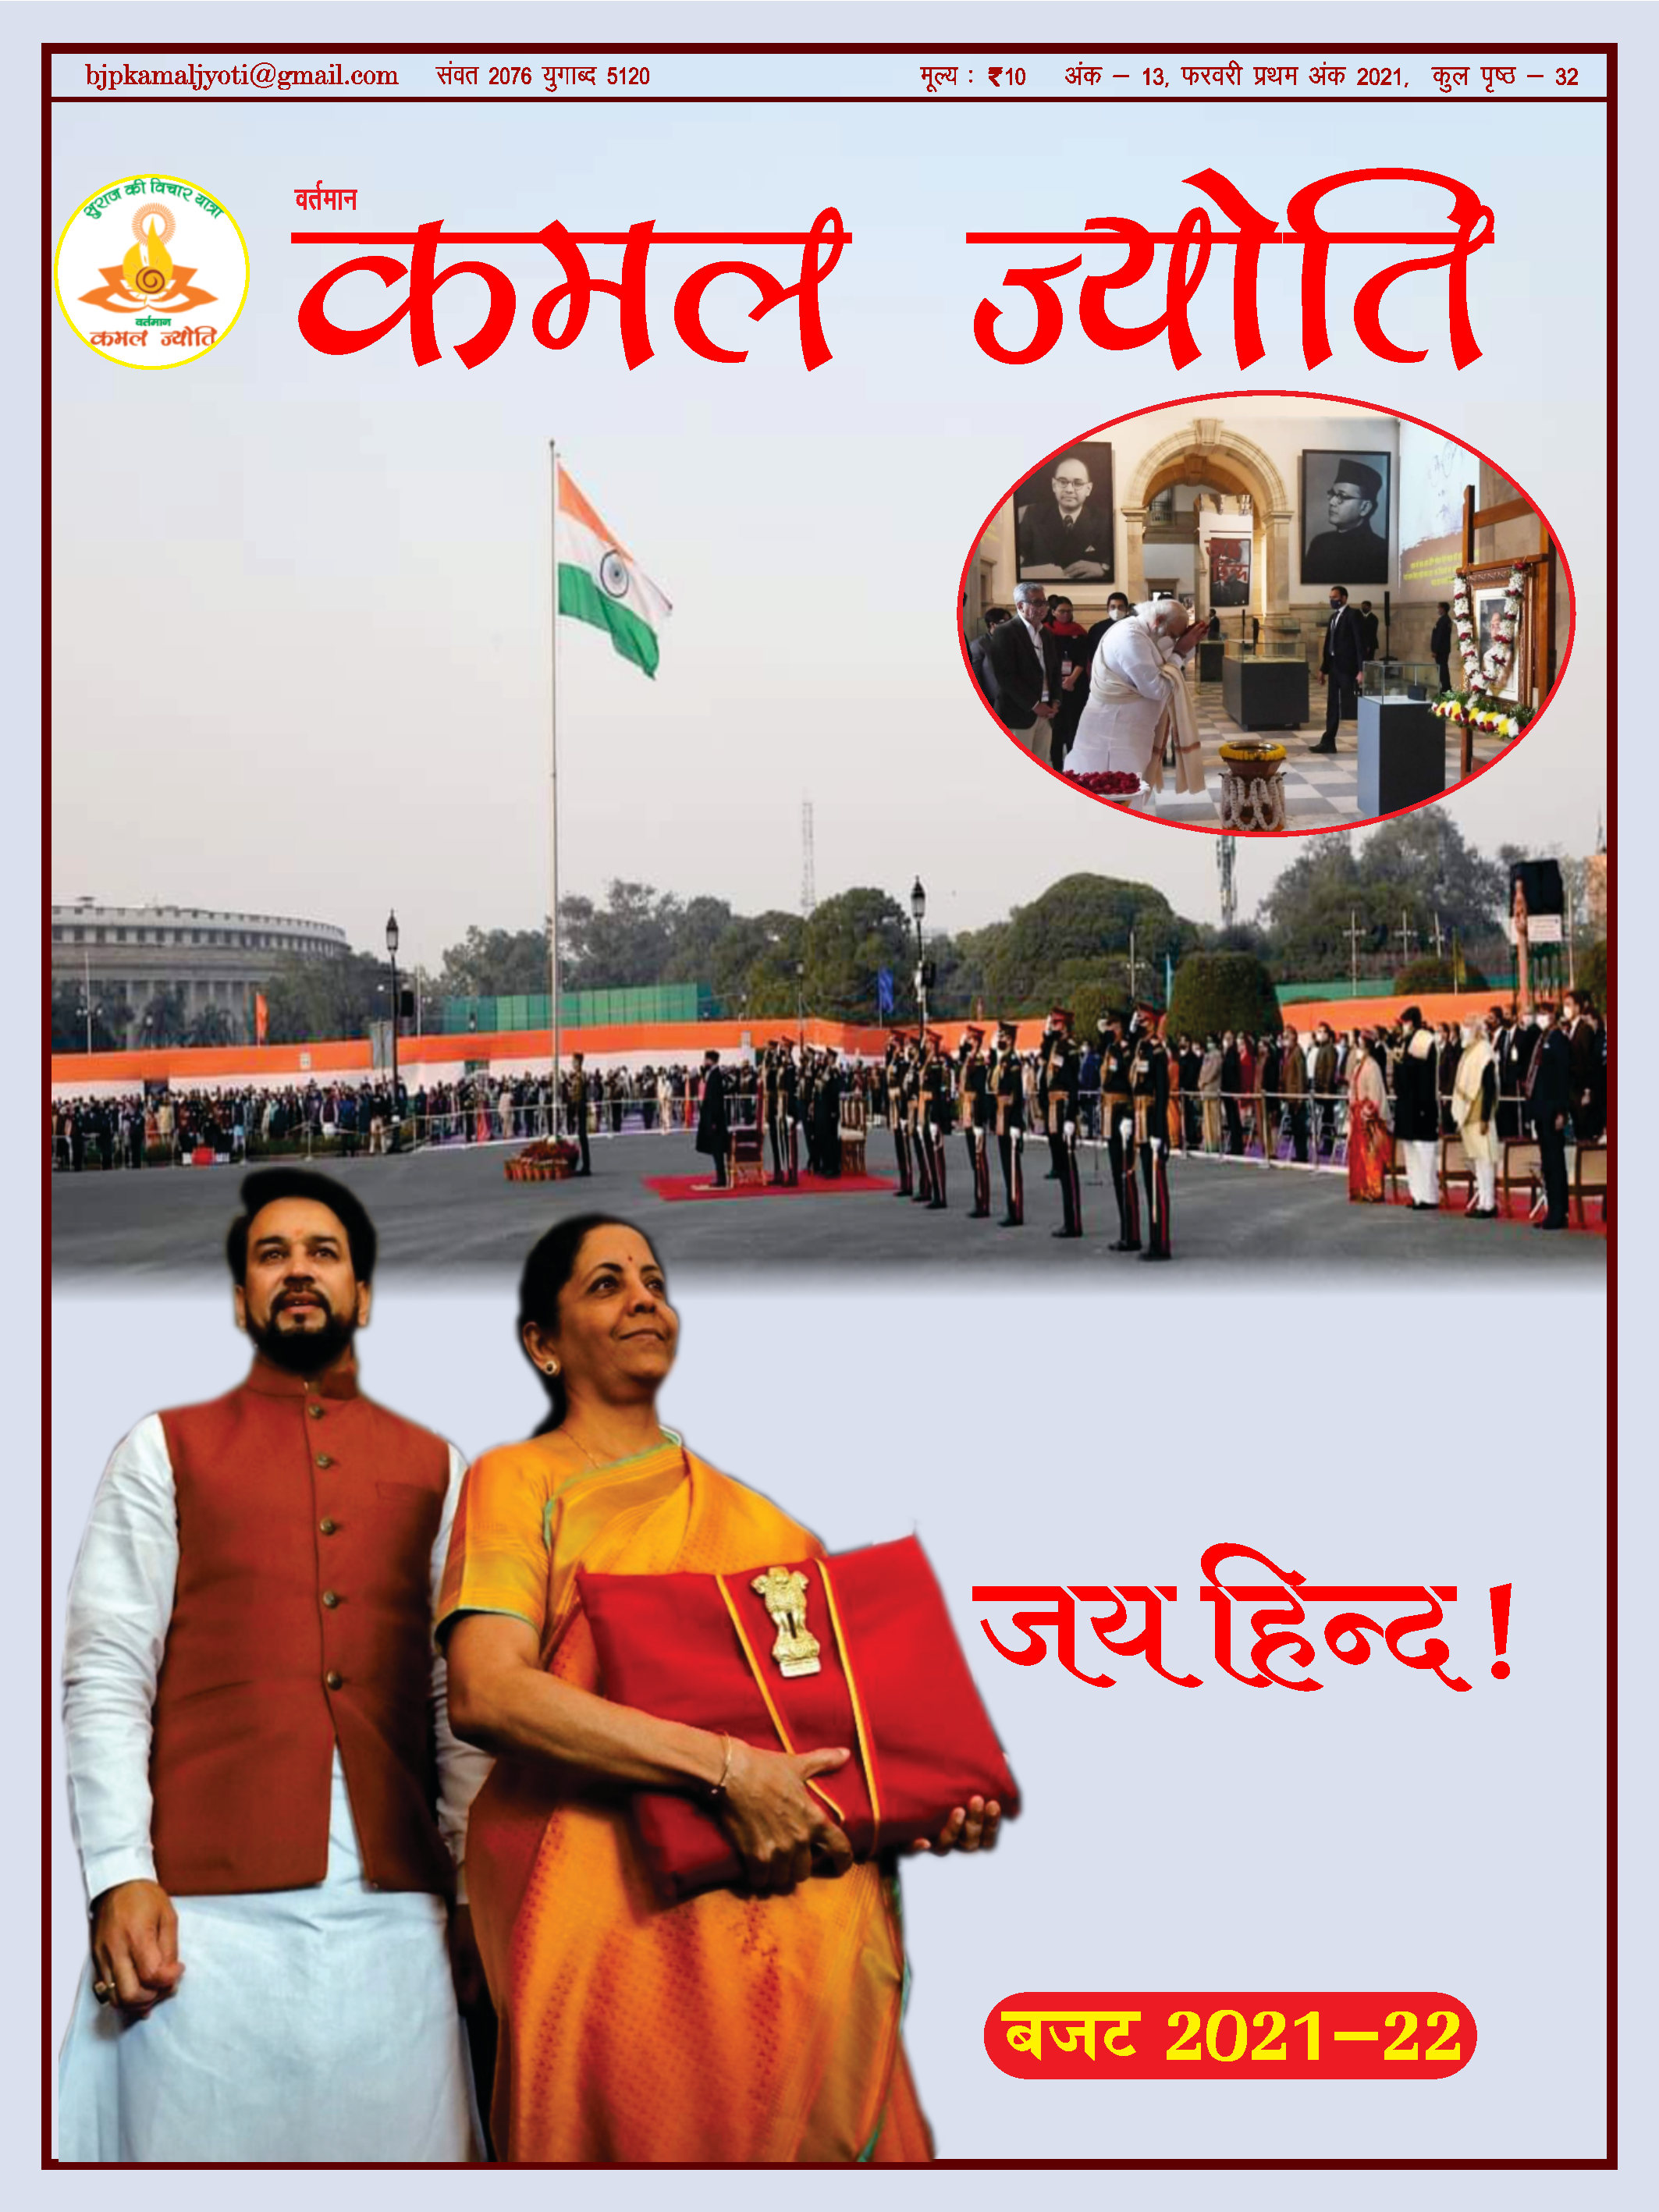 bjpkamaljyoti@gmail.com संवत 2076 युगाब्द 5120 मूल्य : ₹10 अंक – 13, फरवरी प्रथम अंक 2021, कुल पृष्ठ – 32
सुराज की विचार यात्रा
वर्तमान
कमल ज्योति
वर्तमान
कमल ज्योति
जय हिन्द !
बजट 2021–22